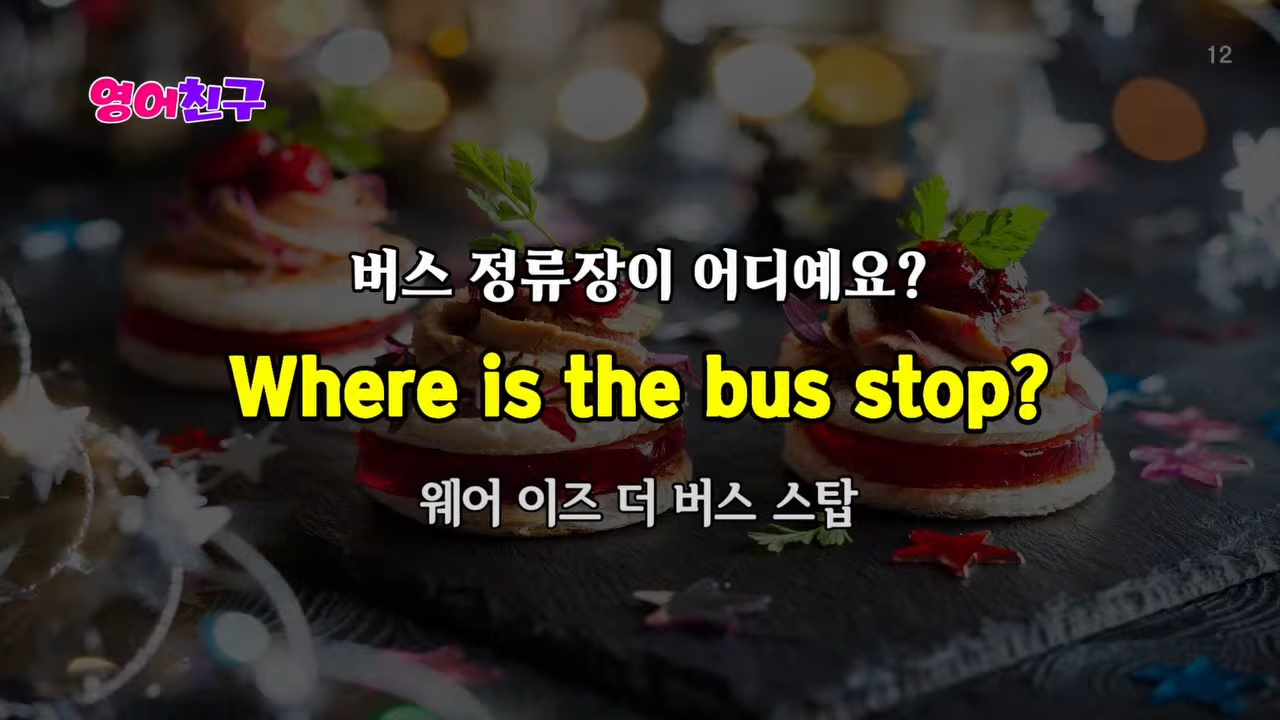 12
영어친구
버스 정류장이 어디예요?
Where is the bus stop?
웨어 이즈 더 버스 스탑